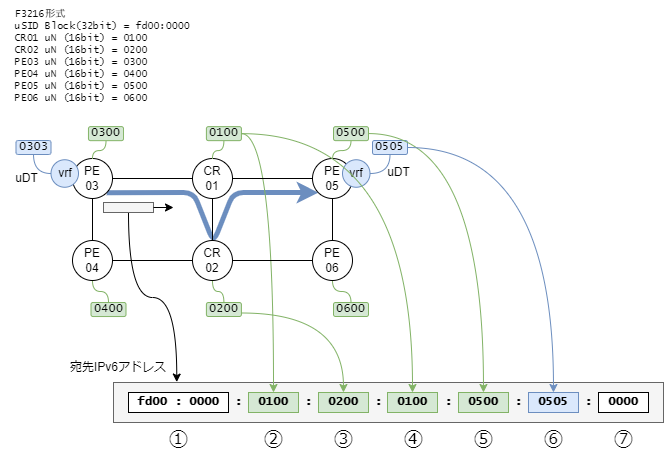 F3216形式
uSID Block(32bit) = fd00:0000
CR01 uN (16bit) = 0100
CR02 uN (16bit) = 0200
PE03 uN (16bit) = 0300
PE04 uN (16bit) = 0400
PE05 uN (16bit) = 0500
PE06 uN (16bit) = 0600
0300 0100 0500
0303 0505
uDT vrf PE 03 CR 01 PE 05 vrf uDT
PE 04 CR 02 PE 06
0400 0200 0600
宛先IPv6アドレス
fd00 : 0000 : 0100 : 0200 : 0100 : 0500 : 0505 : 0000
① ② ③ ④ ⑤ ⑥ ⑦